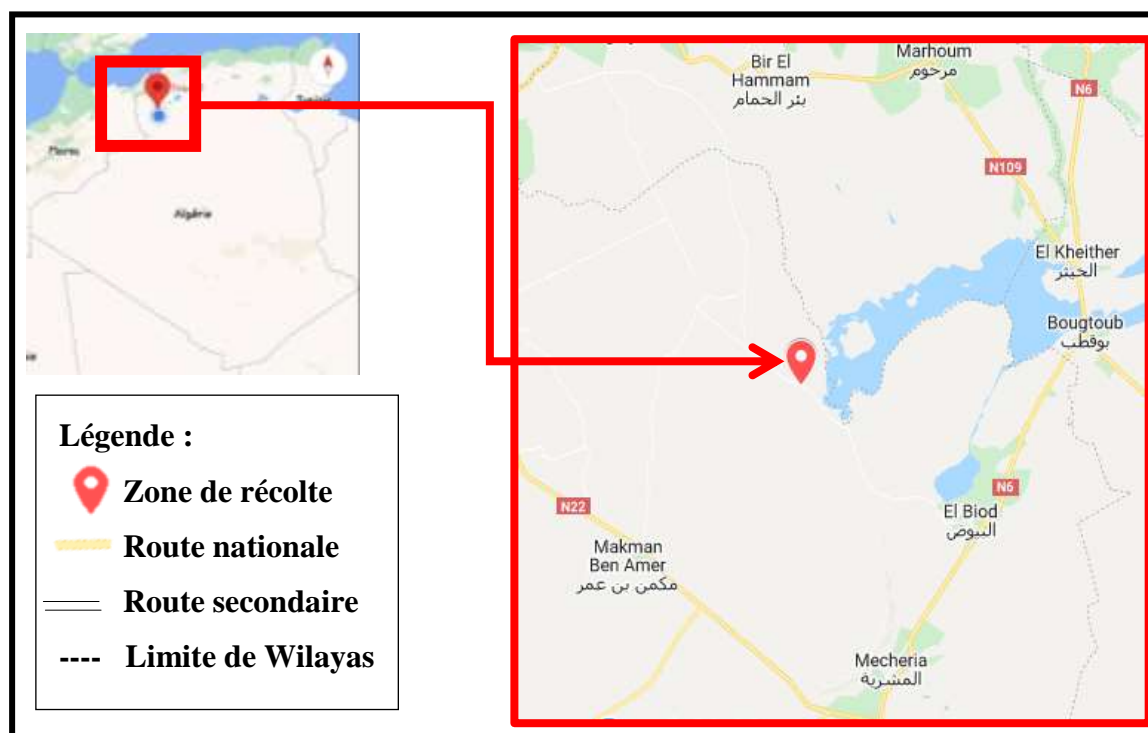 Maroc
Algérie
Tunisie
Légende :
Zone de récolte
Route nationale
Route secondaire
Limite de Wilayas
Marhoum
مرحوم
Bir El
Hammam
بئر الحمام
N6
N109
El Kheither
الخيثر
Bougtoub
بوقطب
N6
El Biod
البيوض
N22
Makman
Ben Amer
مكمن بن عمر
Mecheria
المشرية